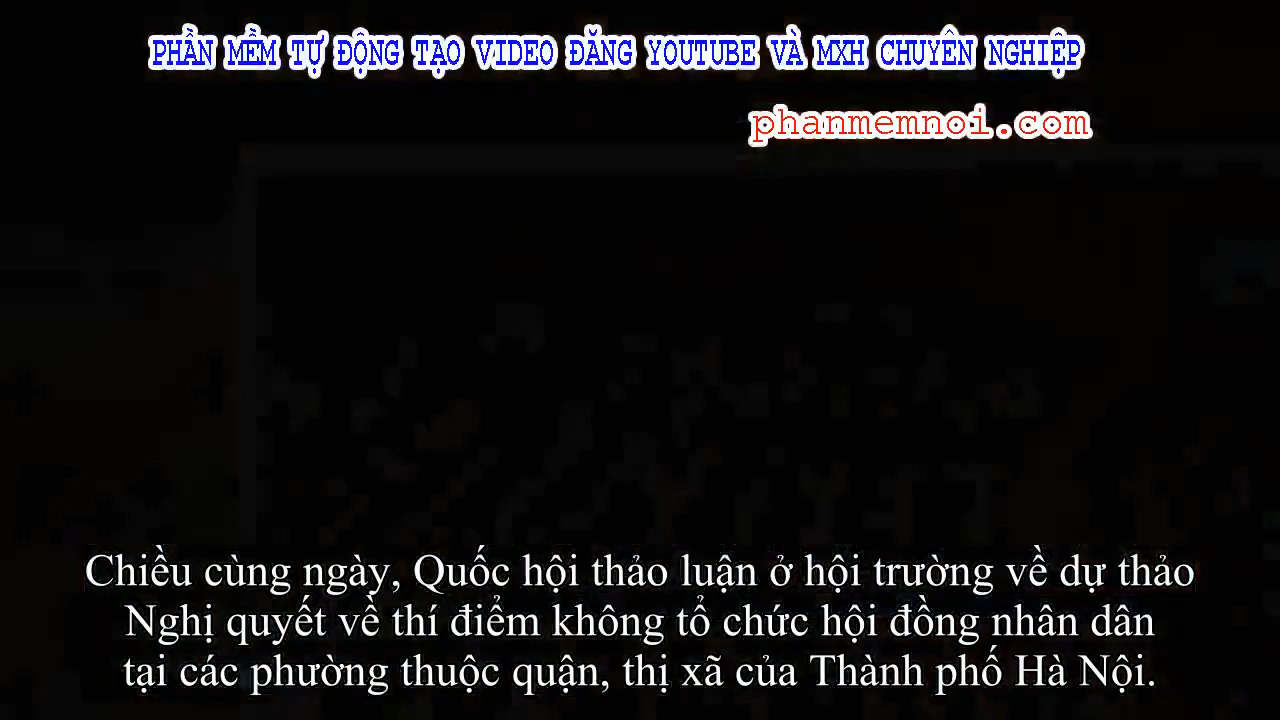 PHẦN MỀM TỰ ĐỘNG TẠO VIDEO ĐĂNG YOUTUBE VÀ MXH CHUYÊN NGHIỆP
phanmemnoi.com
Chiều cùng ngày, Quốc hội thảo luận ở hội trường về dự thảo
Nghị quyết về thí điểm không tổ chức hội đồng nhân dân
tại các phường thuộc quận, thị xã của Thành phố Hà Nội.